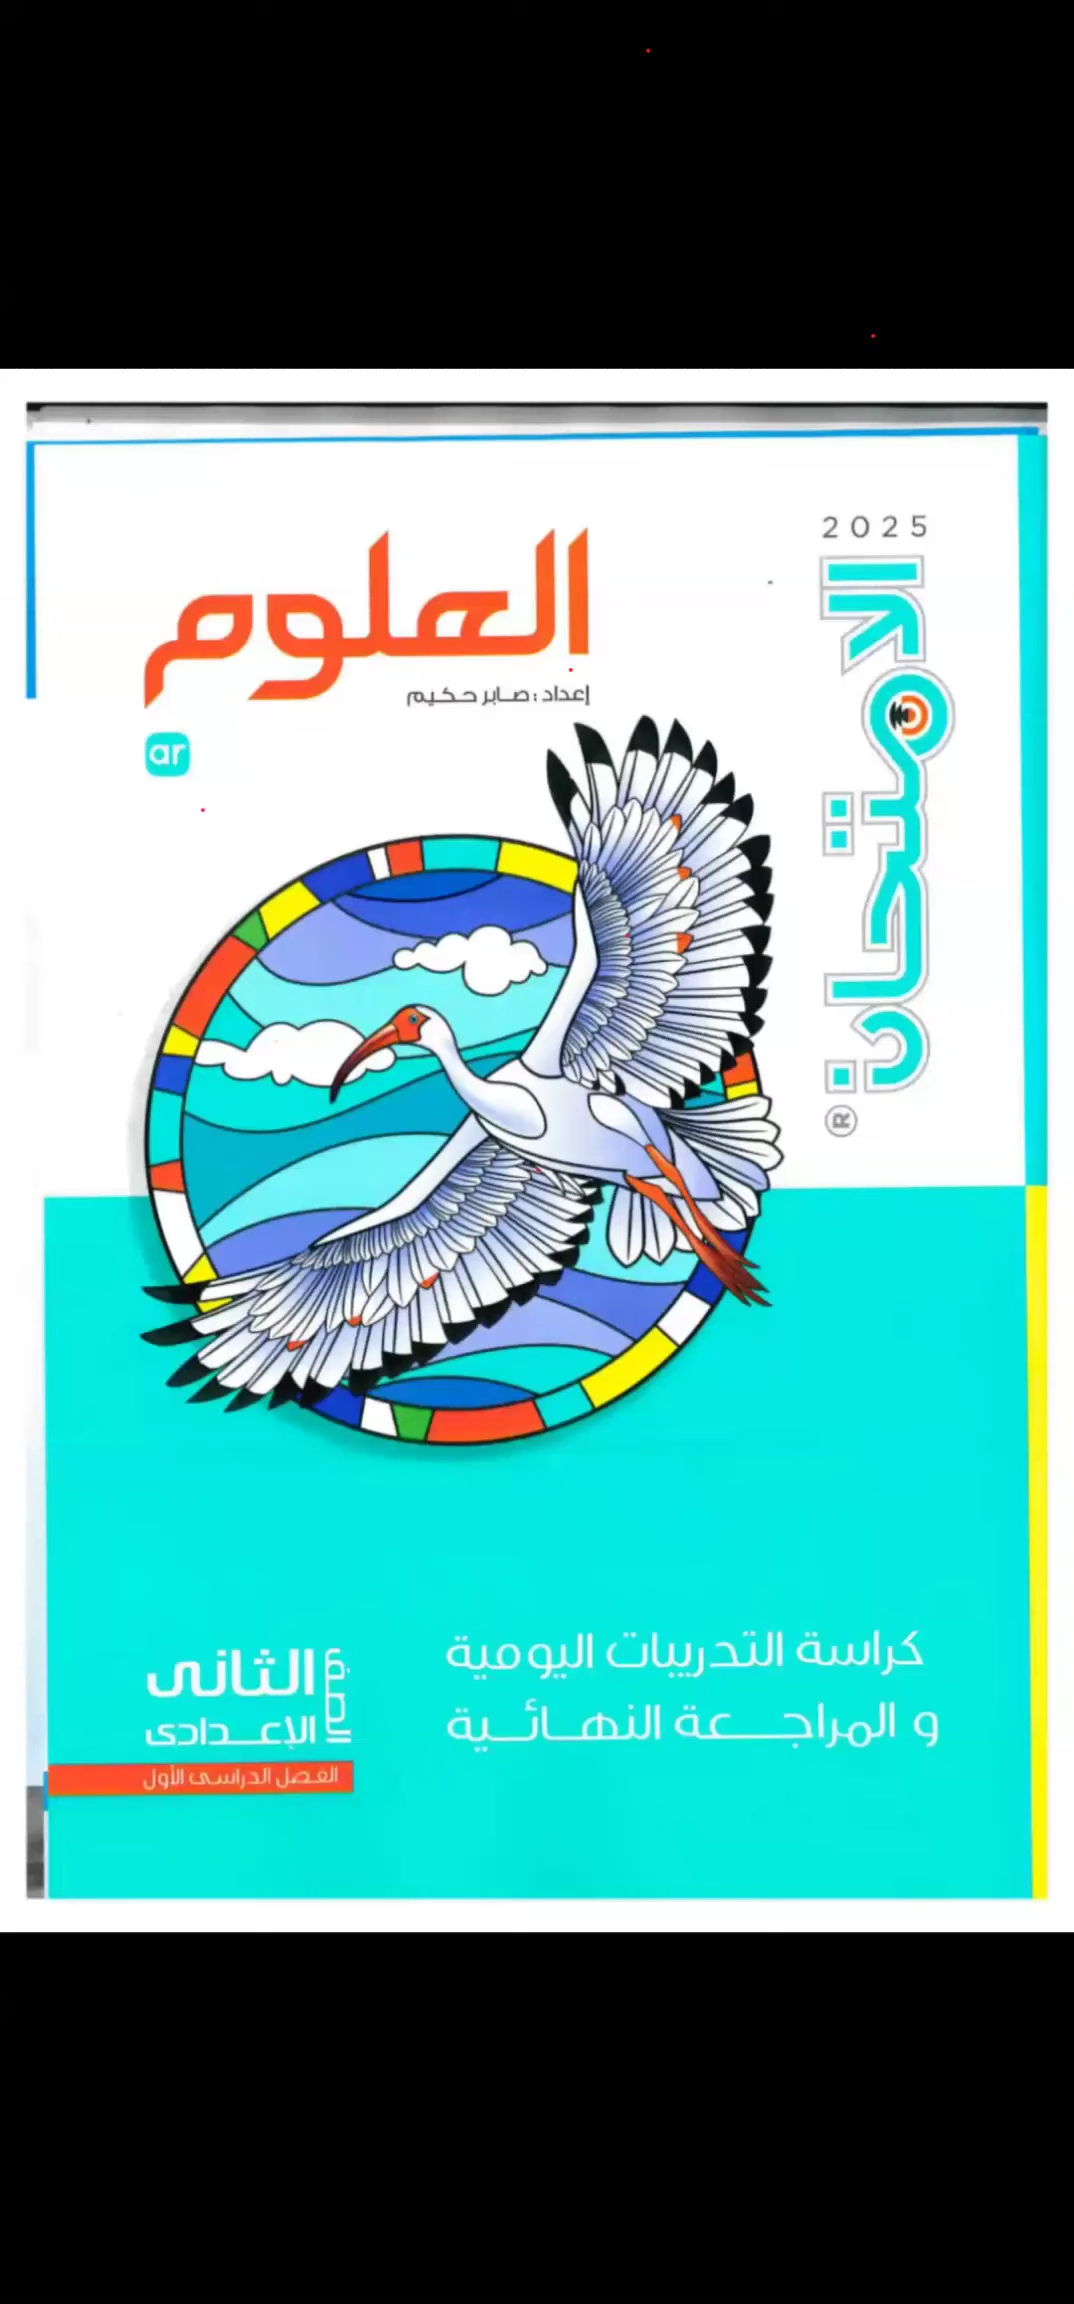 2025
الامتحان
®
العلوم
إعداد : صابر حكيم
ar
كراسة التدريبات اليومية
و المراجعة النهائية
الصف
الثانى
الإعدادى
الفصل الدراسى الأول